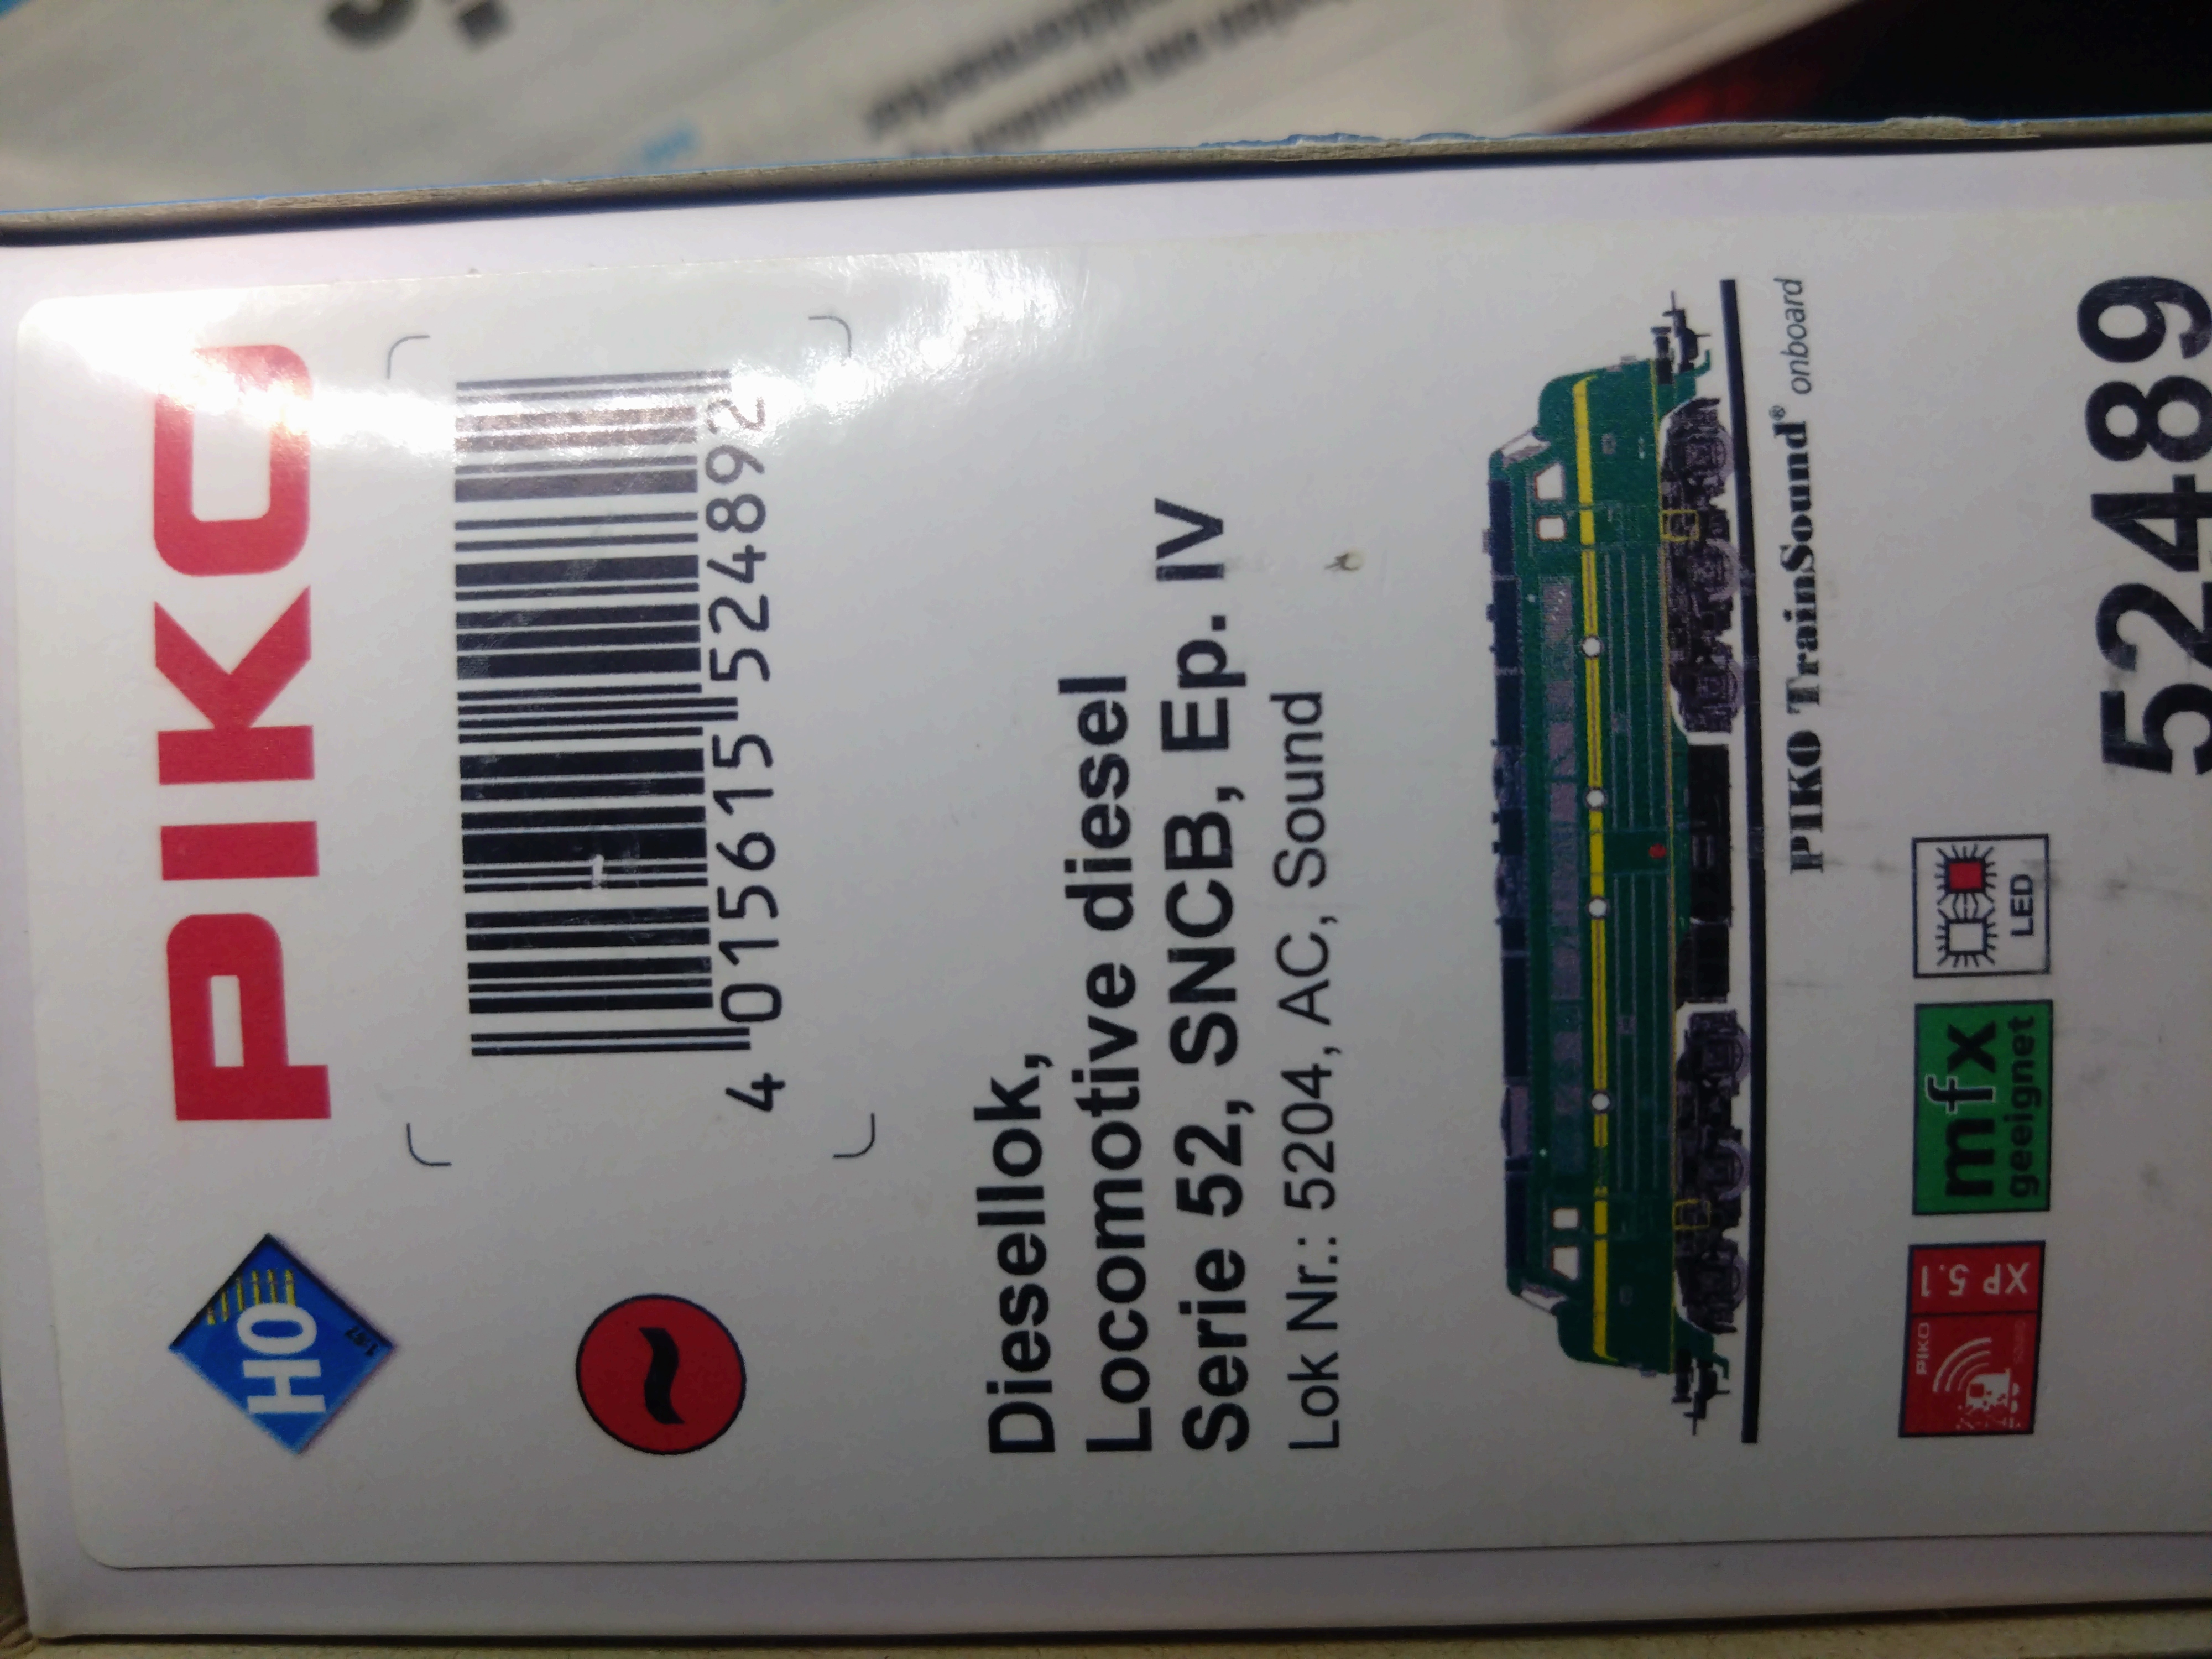 HO
1:87
PIKO
4 015615 524892
Diesellok,
Locomotive diesel
Serie 52, SNCB, Ep. IV
Lok Nr.: 5204, AC, Sound
PIKO TrainSound® onboard
PIKO
XP 5.1
mfx
geeignet
LED
52489